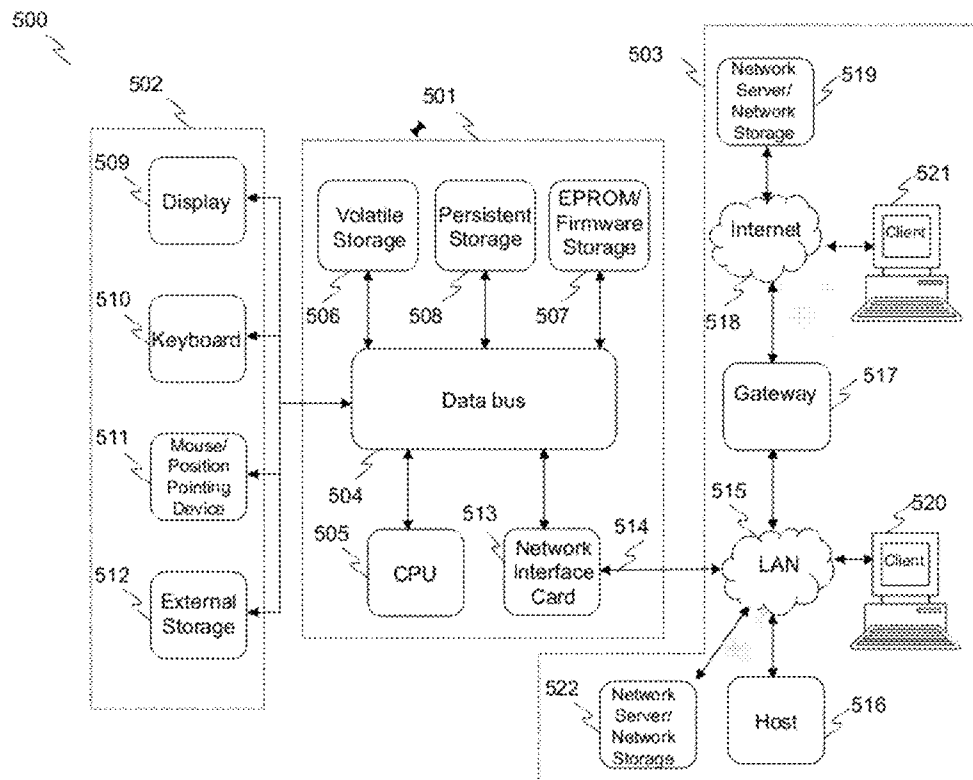 500
502
509
Display
510
Keyboard
511
Mouse/
Position
Pointing
Device
512
External
Storage
501
Volatile
Storage
Persistent
Storage
EPROM/
Firmware
Storage
506
508
507
Data bus
504
505
CPU
513
Network
Interface
Card
514
503
Network
Server/
Network
Storage
519
521
Internet
Client
518
Gateway
517
515
520
LAN
Client
522
Network
Server/
Network
Storage
Host
516